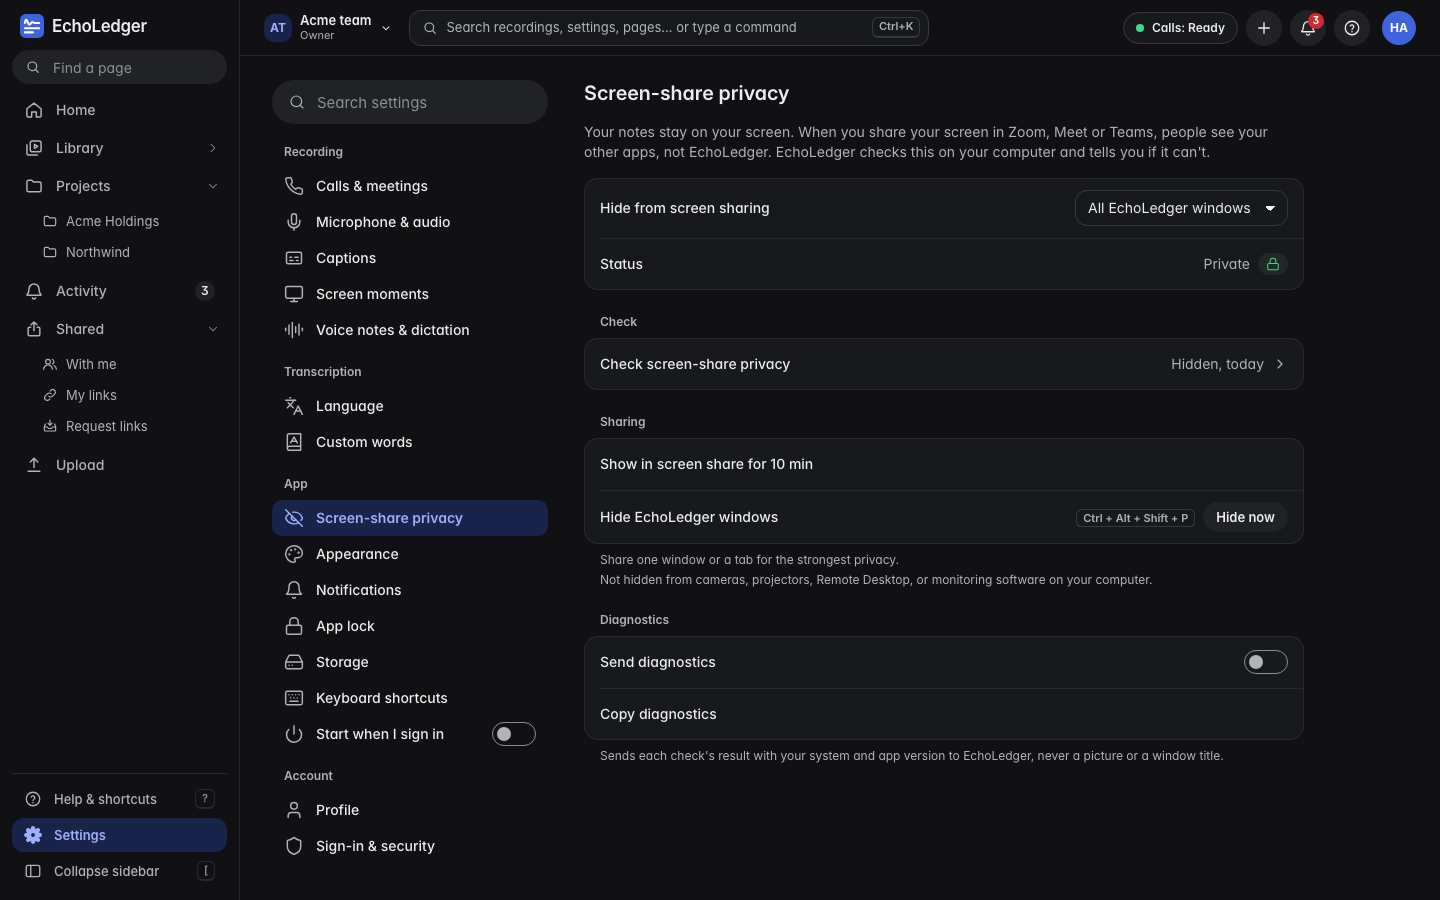 EchoLedger
Find a page
Home
Library
Projects
Acme Holdings
Northwind
Activity
3
Shared
With me
My links
Request links
Upload
Help & shortcuts
?
Settings
Collapse sidebar
[
AT
Acme team
Owner
Search recordings, settings, pages... or type a command
Ctrl+K
Calls: Ready
3
HA
Search settings
Recording
Calls & meetings
Microphone & audio
Captions
Screen moments
Voice notes & dictation
Transcription
Language
Custom words
App
Screen-share privacy
Appearance
Notifications
App lock
Storage
Keyboard shortcuts
Start when I sign in
Account
Profile
Sign-in & security
Screen-share privacy
Your notes stay on your screen. When you share your screen in Zoom, Meet or Teams, people see your
other apps, not EchoLedger. EchoLedger checks this on your computer and tells you if it can't.
Hide from screen sharing
All EchoLedger windows
Status
Private
Check
Check screen-share privacy
Hidden, today
Sharing
Show in screen share for 10 min
Hide EchoLedger windows
Ctrl + Alt + Shift + P
Hide now
Share one window or a tab for the strongest privacy.
Not hidden from cameras, projectors, Remote Desktop, or monitoring software on your computer.
Diagnostics
Send diagnostics
Copy diagnostics
Sends each check's result with your system and app version to EchoLedger, never a picture or a window title.